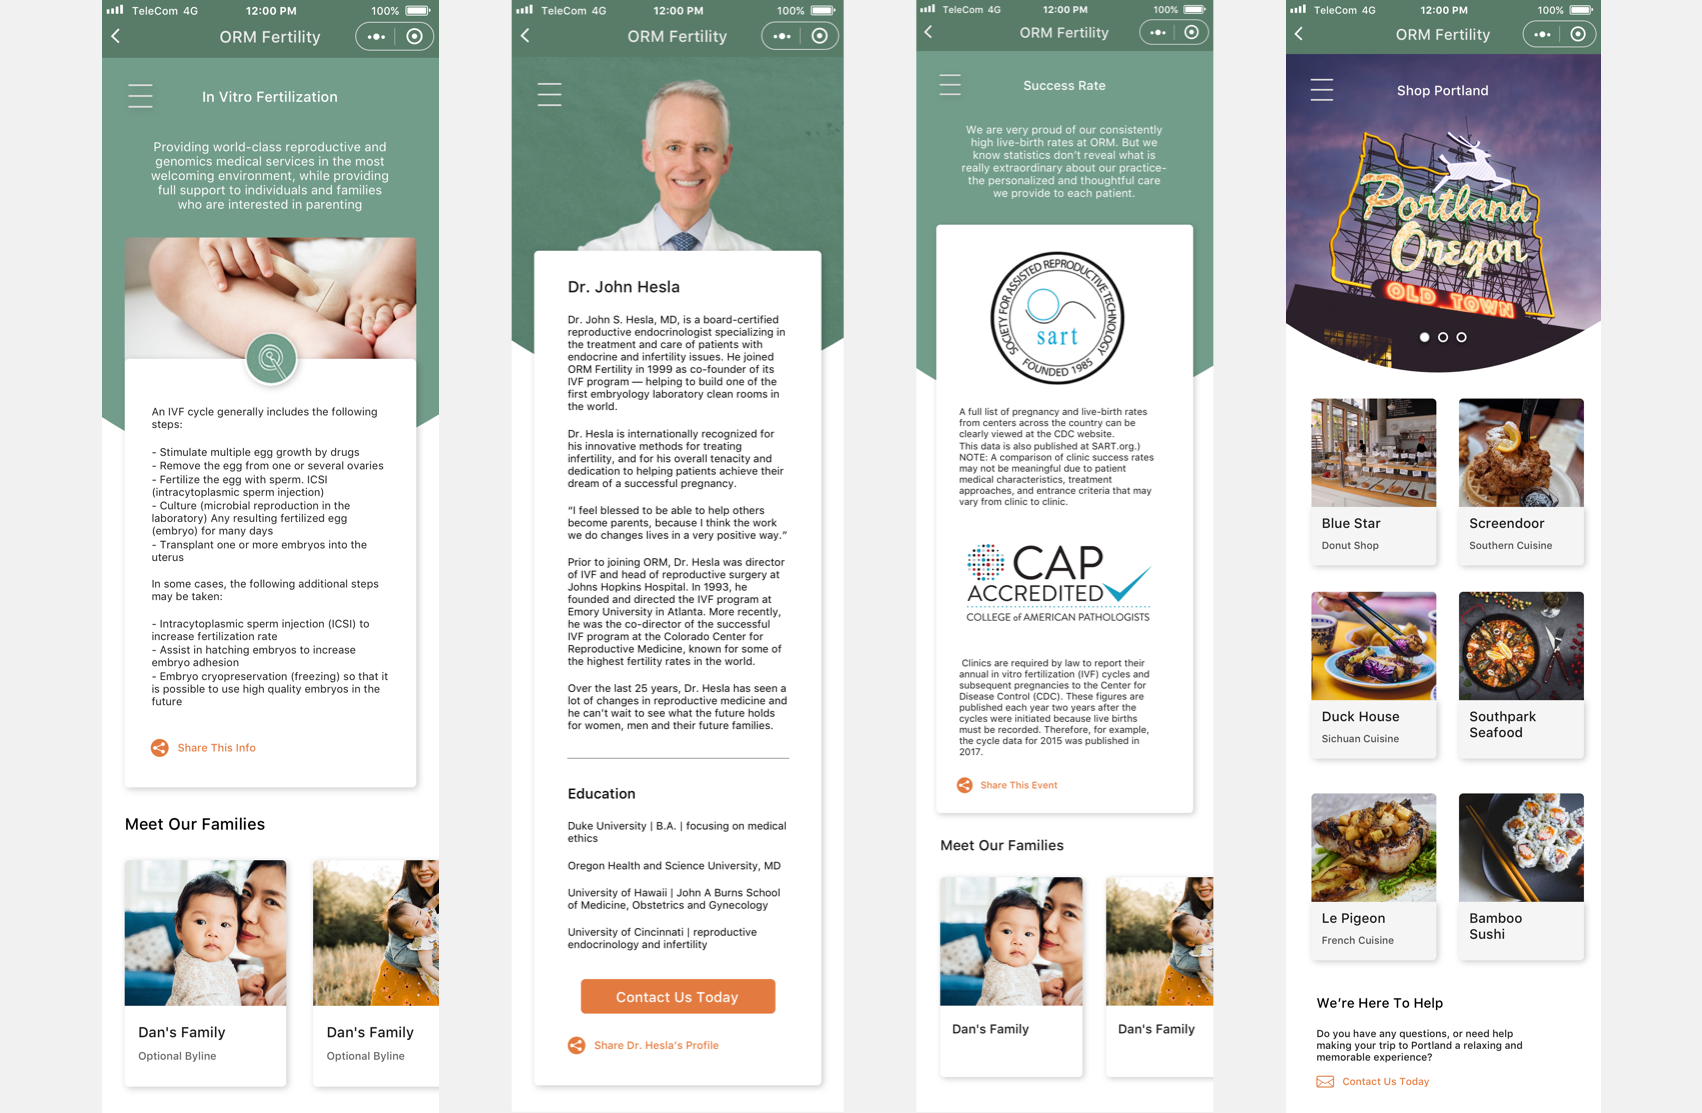 TeleCom 4G 12:00 PM 100%
ORM Fertility
In Vitro Fertilization
Providing world-class reproductive and
genomics medical services in the most
welcoming environment, while providing
full support to individuals and families
who are interested in parenting
An IVF cycle generally includes the following
steps:
- Stimulate multiple egg growth by drugs
- Remove the egg from one or several ovaries
- Fertilize the egg with sperm. ICSI
(intracytoplasmic sperm injection)
- Culture (microbial reproduction in the
laboratory) Any resulting fertilized egg
(embryo) for many days
- Transplant one or more embryos into the
uterus
In some cases, the following additional steps
may be taken:
- Intracytoplasmic sperm injection (ICSI) to
increase fertilization rate
- Assist in hatching embryos to increase
embryo adhesion
- Embryo cryopreservation (freezing) so that it
is possible to use high quality embryos in the
future
Share This Info
Meet Our Families
Dan's Family
Optional Byline
Dan's Family
Optional Byline
TeleCom 4G 12:00 PM 100%
ORM Fertility
Dr. John Hesla
Dr. John S. Hesla, MD, is a board-certified
reproductive endocrinologist specializing in
the treatment and care of patients with
endocrine and infertility issues. He joined
ORM Fertility in 1999 as co-founder of its
IVF program — helping to build one of the
first embryology laboratory clean rooms in
the world.
Dr. Hesla is internationally recognized for
his innovative methods for treating
infertility, and for his overall tenacity and
dedication to helping patients achieve their
dream of a successful pregnancy.
“I feel blessed to be able to help others
become parents, because I think the work
we do changes lives in a very positive way.”
Prior to joining ORM, Dr. Hesla was director
of IVF and head of reproductive surgery at
Johns Hopkins Hospital. In 1993, he
founded and directed the IVF program at
Emory University in Atlanta. More recently,
he was the co-director of the successful
IVF program at the Colorado Center for
Reproductive Medicine, known for some of
the highest fertility rates in the world.
Over the last 25 years, Dr. Hesla has seen a
lot of changes in reproductive medicine and
he can’t wait to see what the future holds
for women, men and their future families.
Education
Duke University | B.A. | focusing on medical
ethics
Oregon Health and Science University, MD
University of Hawaii | John A Burns School
of Medicine, Obstetrics and Gynecology
University of Cincinnati | reproductive
endocrinology and infertility
Contact Us Today
Share Dr. Hesla’s Profile
TeleCom 4G 12:00 PM 100%
ORM Fertility
Success Rate
We are very proud of our consistently
high live-birth rates at ORM. But we
know statistics don’t reveal what is
really extraordinary about our practice-
the personalized and thoughtful care
we provide to each patient.
SOCIETY FOR ASSISTED REPRODUCTIVE TECHNOLOGY
sart
FOUNDED 1985
A full list of pregnancy and live-birth rates
from centers across the country can be
clearly viewed at the CDC website.
This data is also published at SART.org.)
NOTE: A comparison of clinic success rates
may not be meaningful due to patient
medical characteristics, treatment
approaches, and entrance criteria that may
vary from clinic to clinic.
CAP
ACCREDITED
COLLEGE of AMERICAN PATHOLOGISTS
Clinics are required by law to report their
annual in vitro fertilization (IVF) cycles and
subsequent pregnancies to the Center for
Disease Control (CDC). These figures are
published each year two years after the
cycles were initiated because live births
must be recorded. Therefore, for example,
the cycle data for 2015 was published in
2017.
Share This Event
Meet Our Families
Dan's Family
Dan's Family
TeleCom 4G 12:00 PM 100%
ORM Fertility
Shop Portland
Portland
Oregon
OLD TOWN
Blue Star
Donut Shop
Screendoor
Southern Cuisine
Duck House
Sichuan Cuisine
Southpark
Seafood
Le Pigeon
French Cuisine
Bamboo
Sushi
We’re Here To Help
Do you have any questions, or need help
making your trip to Portland a relaxing and
memorable experience?
Contact Us Today